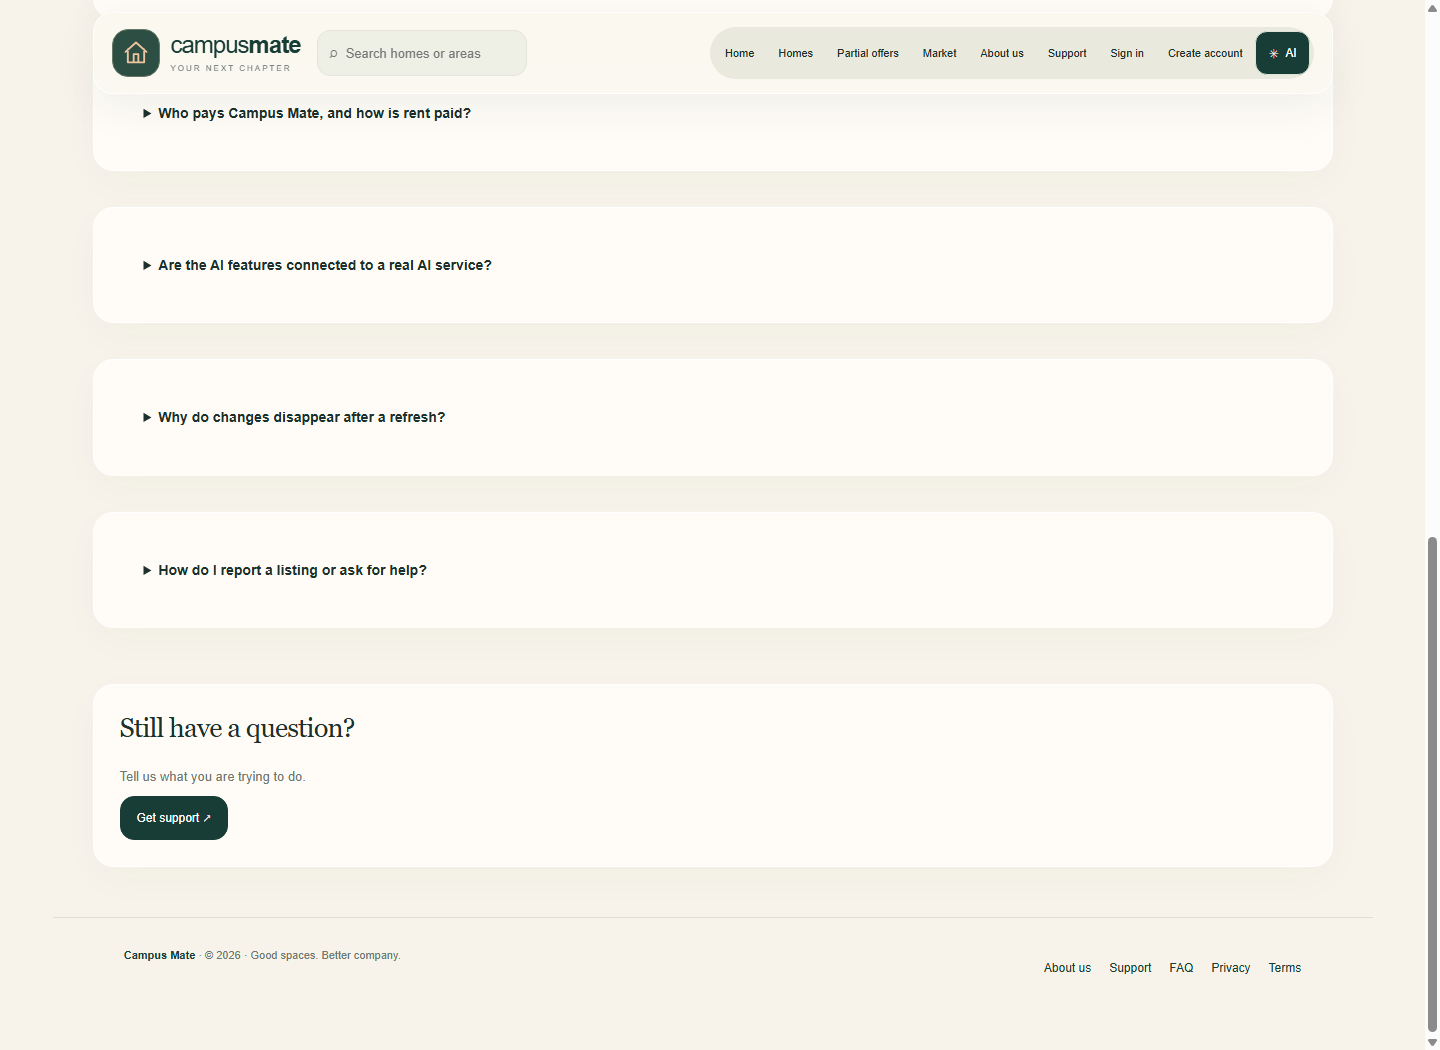 campusmate
YOUR NEXT CHAPTER
Search homes or areas
Home
Homes
Partial offers
Market
About us
Support
Sign in
Create account
AI
Who pays Campus Mate, and how is rent paid?
Are the AI features connected to a real AI service?
Why do changes disappear after a refresh?
How do I report a listing or ask for help?
Still have a question?
Tell us what you are trying to do.
Get support ↗
Campus Mate · © 2026 · Good spaces. Better company.
About us
Support
FAQ
Privacy
Terms